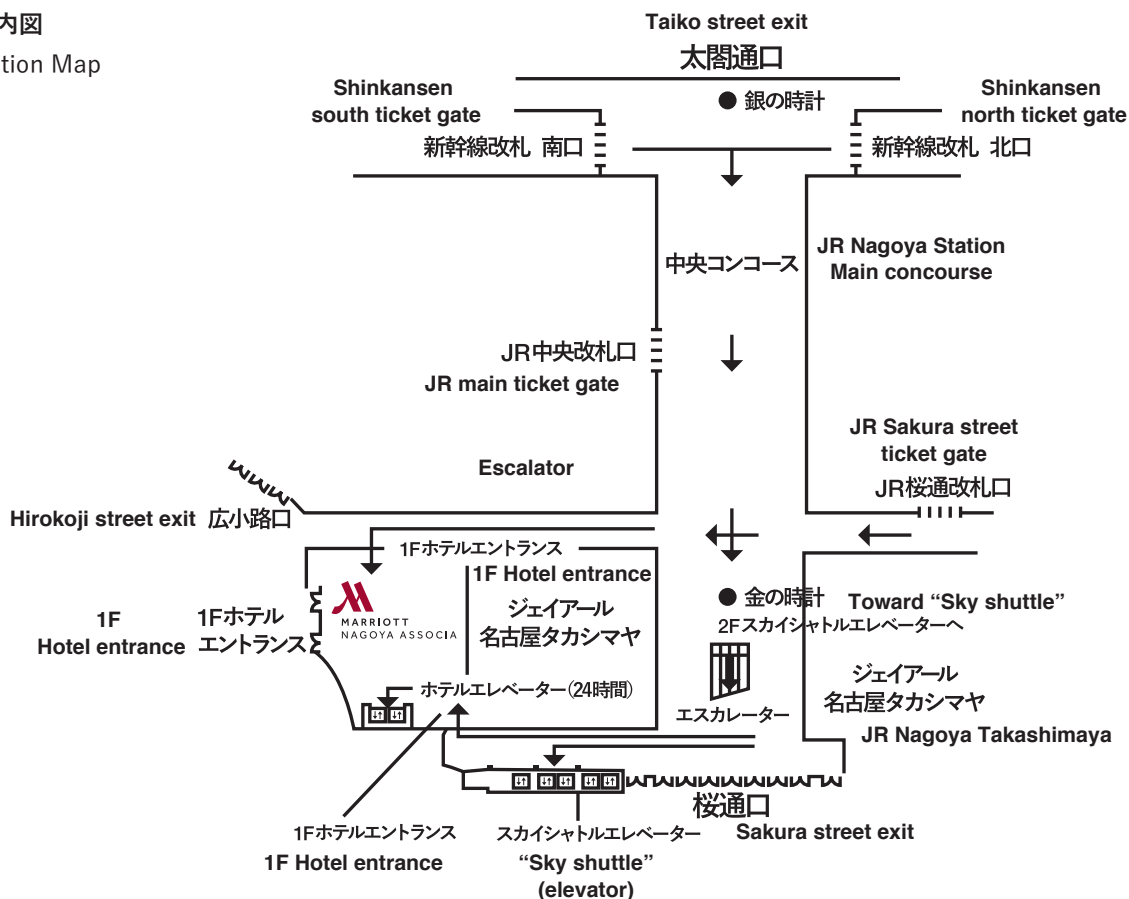 内図
tion Map
Taiko street exit
太閤通口
銀の時計
Shinkansen
south ticket gate
新幹線改札 南口
Shinkansen
north ticket gate
新幹線改札 北口
中央コンコース
JR Nagoya Station
Main concourse
JR中央改札口
JR main ticket gate
JR Sakura street
ticket gate
JR桜通改札口
Escalator
Hirokoji street exit 広小路口
1Fホテルエントランス
1F Hotel entrance
1F
Hotel entrance
1Fホテル
エントランス
MARRIOTT
NAGOYA ASSOCIA
ジェイアール
名古屋タカシマヤ
金の時計
Toward “Sky shuttle”
2Fスカイシャトルエレベーターへ
エスカレーター
ジェイアール
名古屋タカシマヤ
JR Nagoya Takashimaya
ホテルエレベーター(24時間)
桜通口
Sakura street exit
1Fホテルエントランス
1F Hotel entrance
スカイシャトルエレベーター
“Sky shuttle”
(elevator)